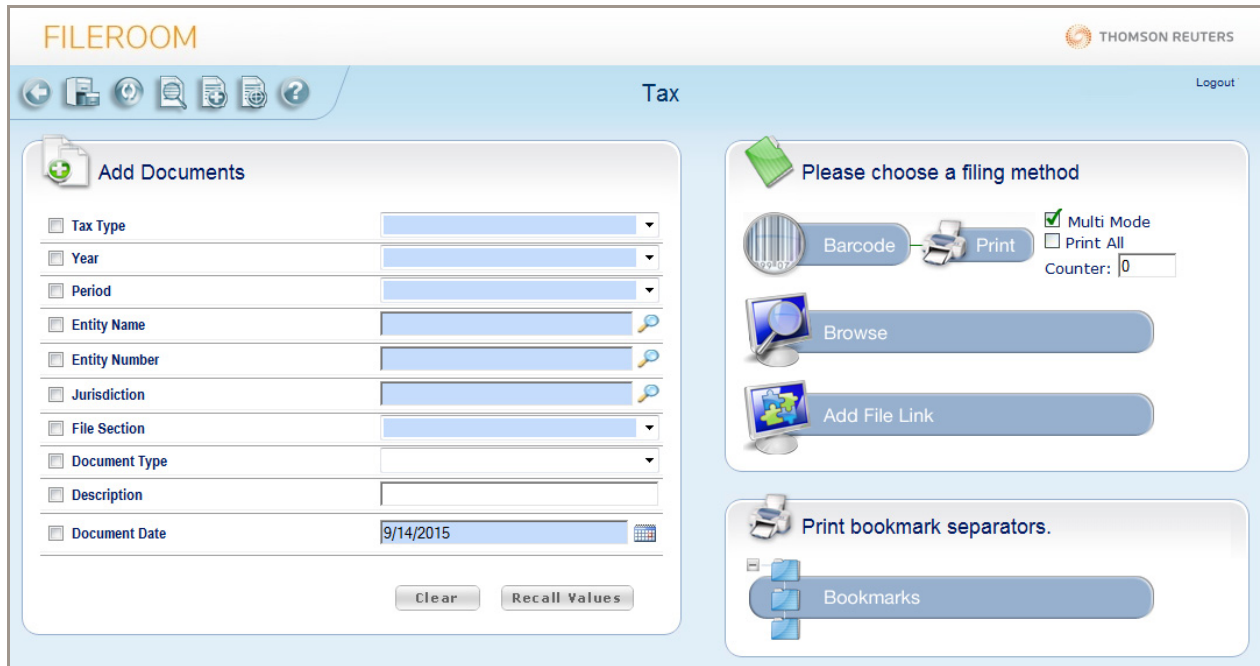 FILEROOM
THOMSON REUTERS
Tax
Logout
Add Documents
Tax Type
Year
Period
Entity Name
Entity Number
Jurisdiction
File Section
Document Type
Description
Document Date 9/14/2015
Clear Recall Values
Please choose a filing method
Barcode Print
Multi Mode
Print All
Counter: 0
Browse
Add File Link
Print bookmark separators.
Bookmarks